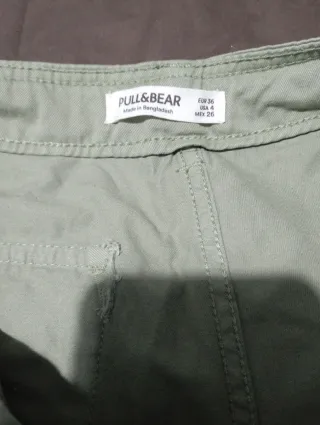 PULL&BEAR
Made in Bangladesh
EUR 36
USA 4
MEX 26